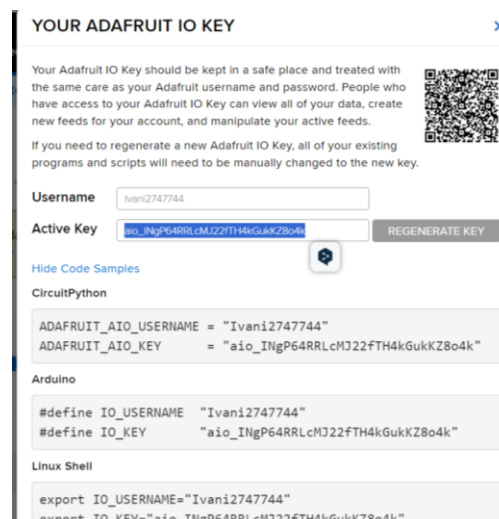 YOUR ADAFRUIT IO KEY
Your Adafruit IO Key should be kept in a safe place and treated with
the same care as your Adafruit username and password. People who
have access to your Adafruit IO Key can view all of your data, create
new feeds for your account, and manipulate your active feeds.
If you need to regenerate a new Adafruit IO Key, all of your existing
programs and scripts will need to be manually changed to the new key.
Username
Ivani2747744
Active Key
aio_INgP64RRLcMJ22fTH4kGukKZ8o4k
REGENERATE KEY
Hide Code Samples
CircuitPython
ADAFRUIT_AIO_USERNAME = "Ivani2747744"
ADAFRUIT_AIO_KEY      = "aio_INgP64RRLcMJ22fTH4kGukKZ8o4k"
Arduino
#define IO_USERNAME  "Ivani2747744"
#define IO_KEY       "aio_INgP64RRLcMJ22fTH4kGukKZ8o4k"
Linux Shell
export IO_USERNAME="Ivani2747744"
export IO_KEY="aio_INgP64RRLcMJ22fTH4kGukKZ8o4k"